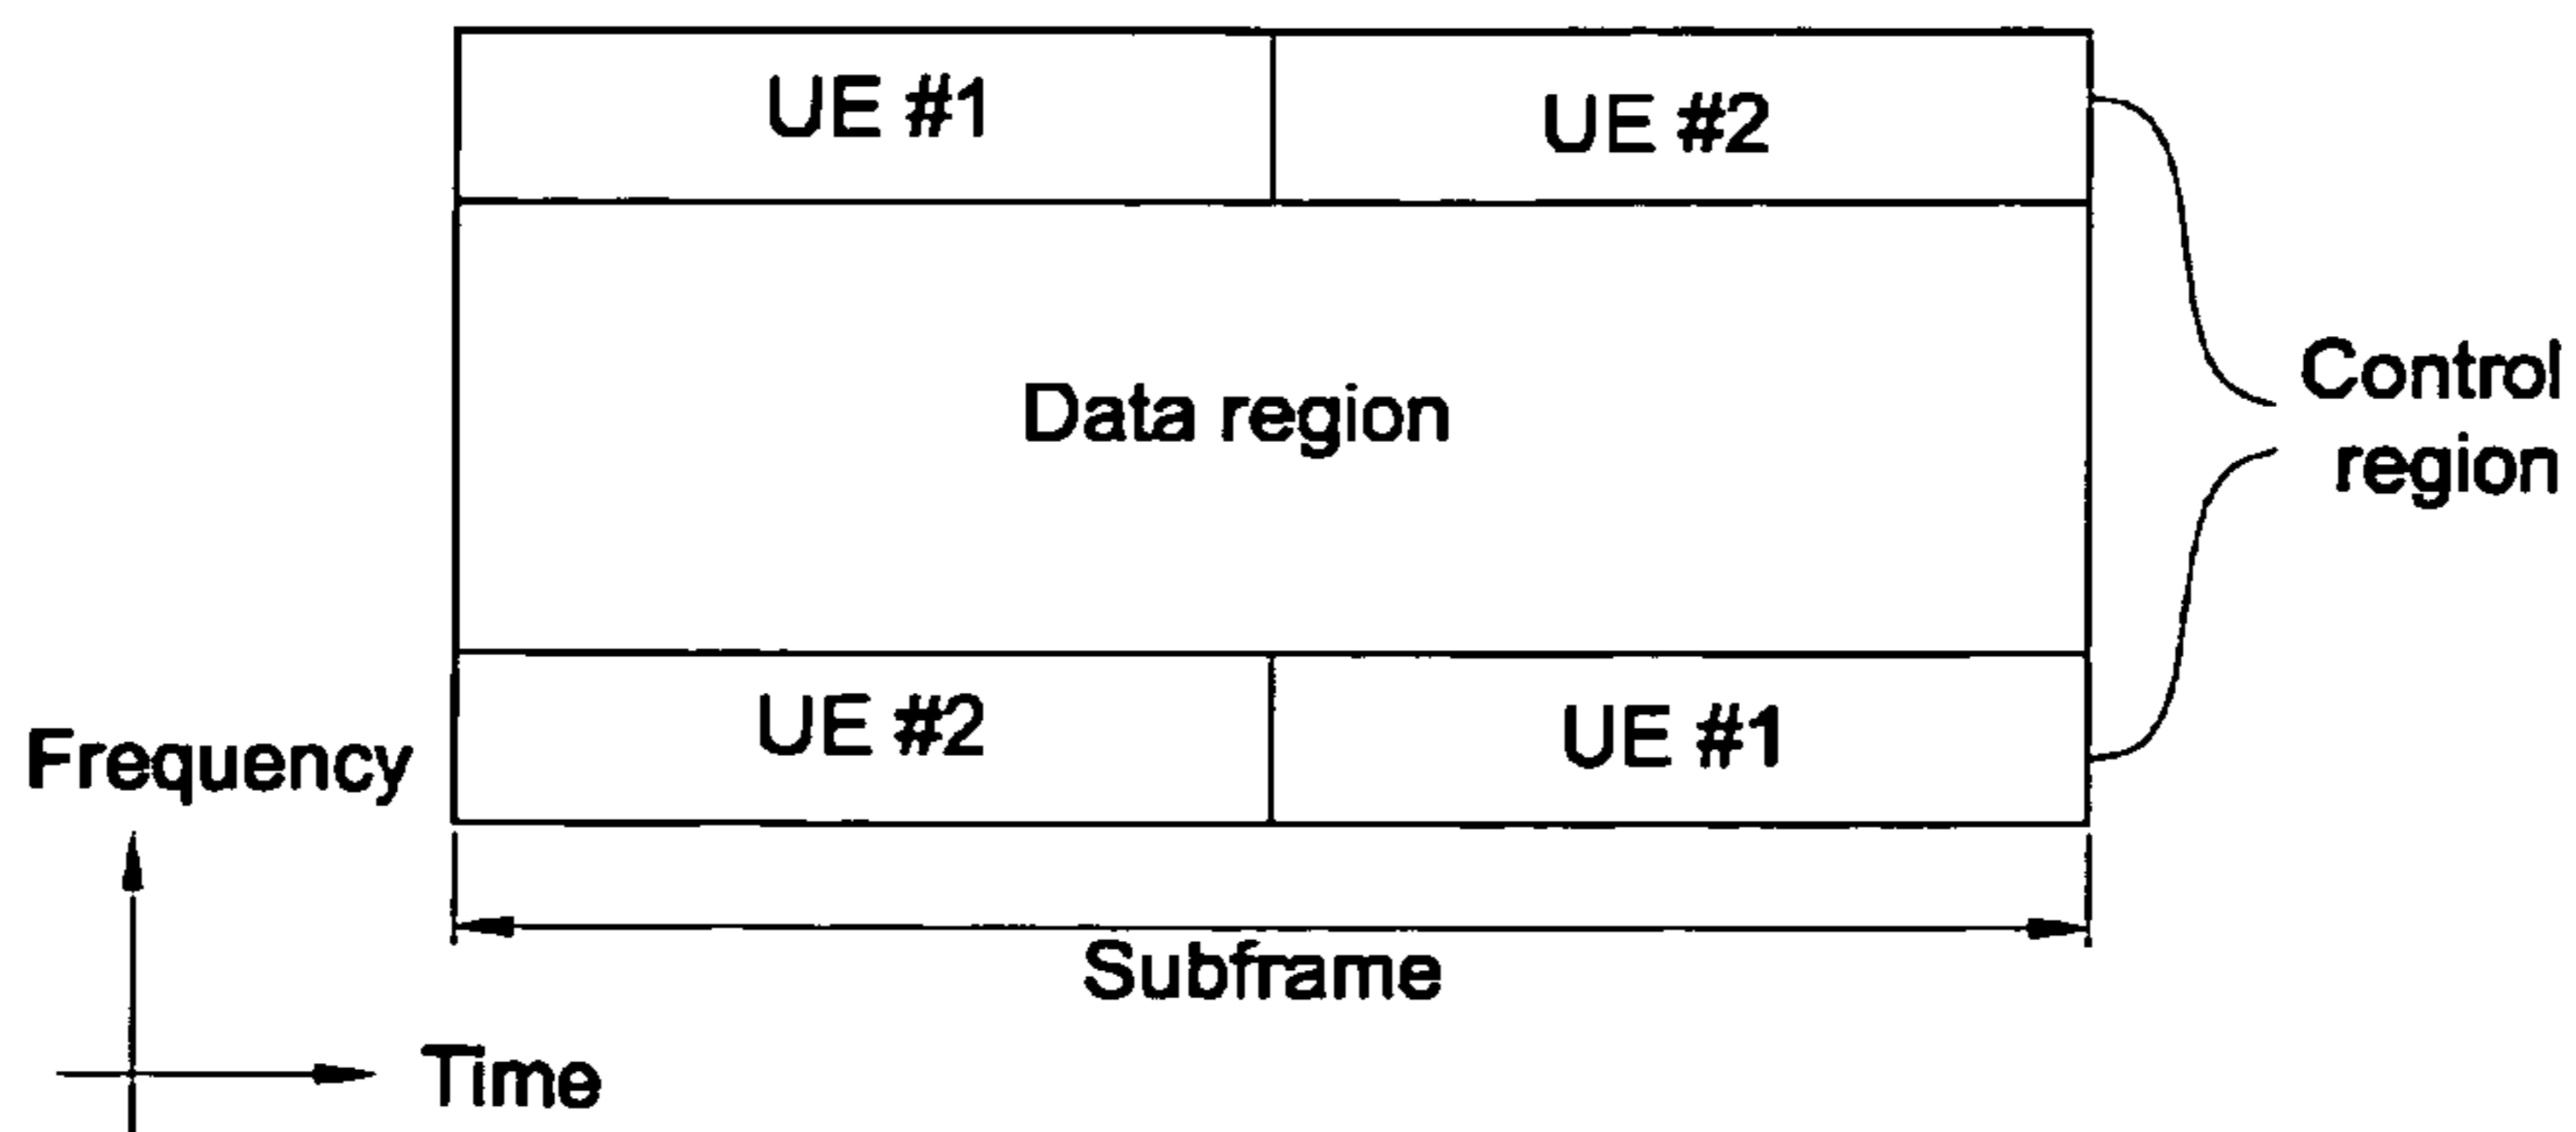 UE #1
UE #2
Data region
Control
region
UE #2
UE #1
Frequency
Subframe
Time